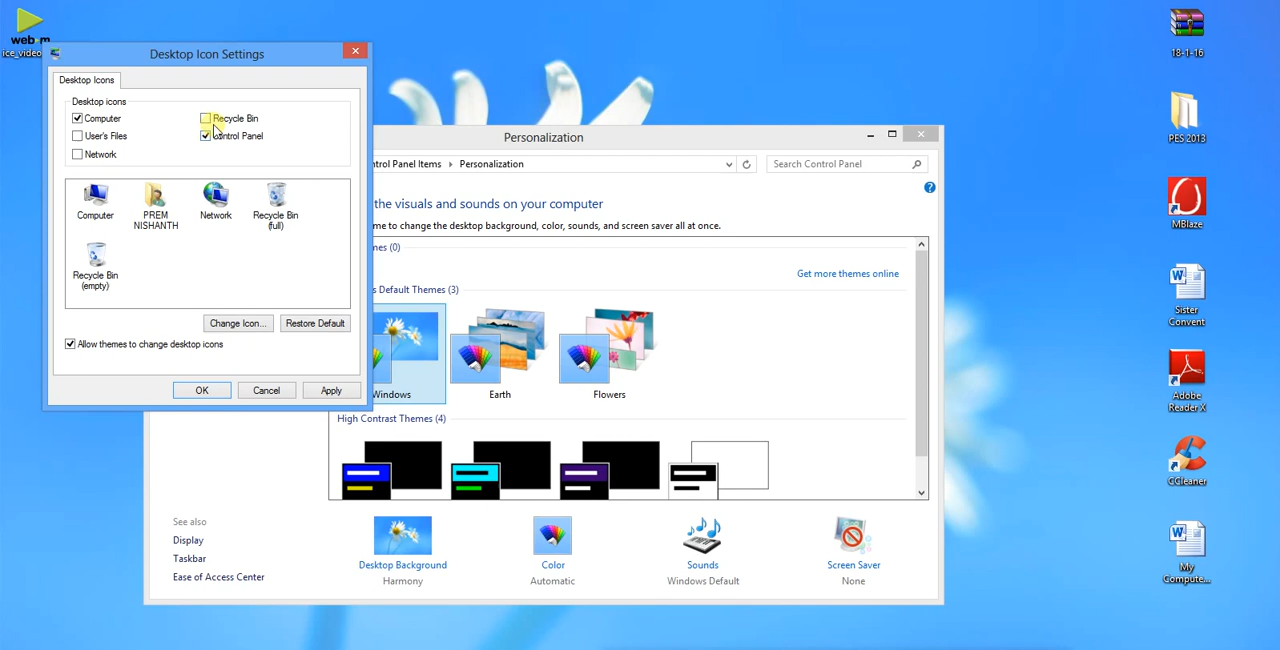 web m
ice_video
Desktop Icon Settings
Desktop Icons
Desktop icons
Computer
Recycle Bin
User's Files
Control Panel
Network
Computer
PREM
NISHANTH
Network
Recycle Bin
(full)
Recycle Bin
(empty)
Change Icon...
Restore Default
Allow themes to change desktop icons
OK
Cancel
Apply
Personalization
ntrol Panel Items
Personalization
Search Control Panel
the visuals and sounds on your computer
me to change the desktop background, color, sounds, and screen saver all at once.
mes (0)
Get more themes online
s Default Themes (3)
Windows
Earth
Flowers
High Contrast Themes (4)
See also
Display
Taskbar
Ease of Access Center
Desktop Background
Harmony
Color
Automatic
Sounds
Windows Default
Screen Saver
None
18-1-16
PES 2013
MBlaze
Sister
Convent
Adobe
Reader X
CCleaner
My
Compute...